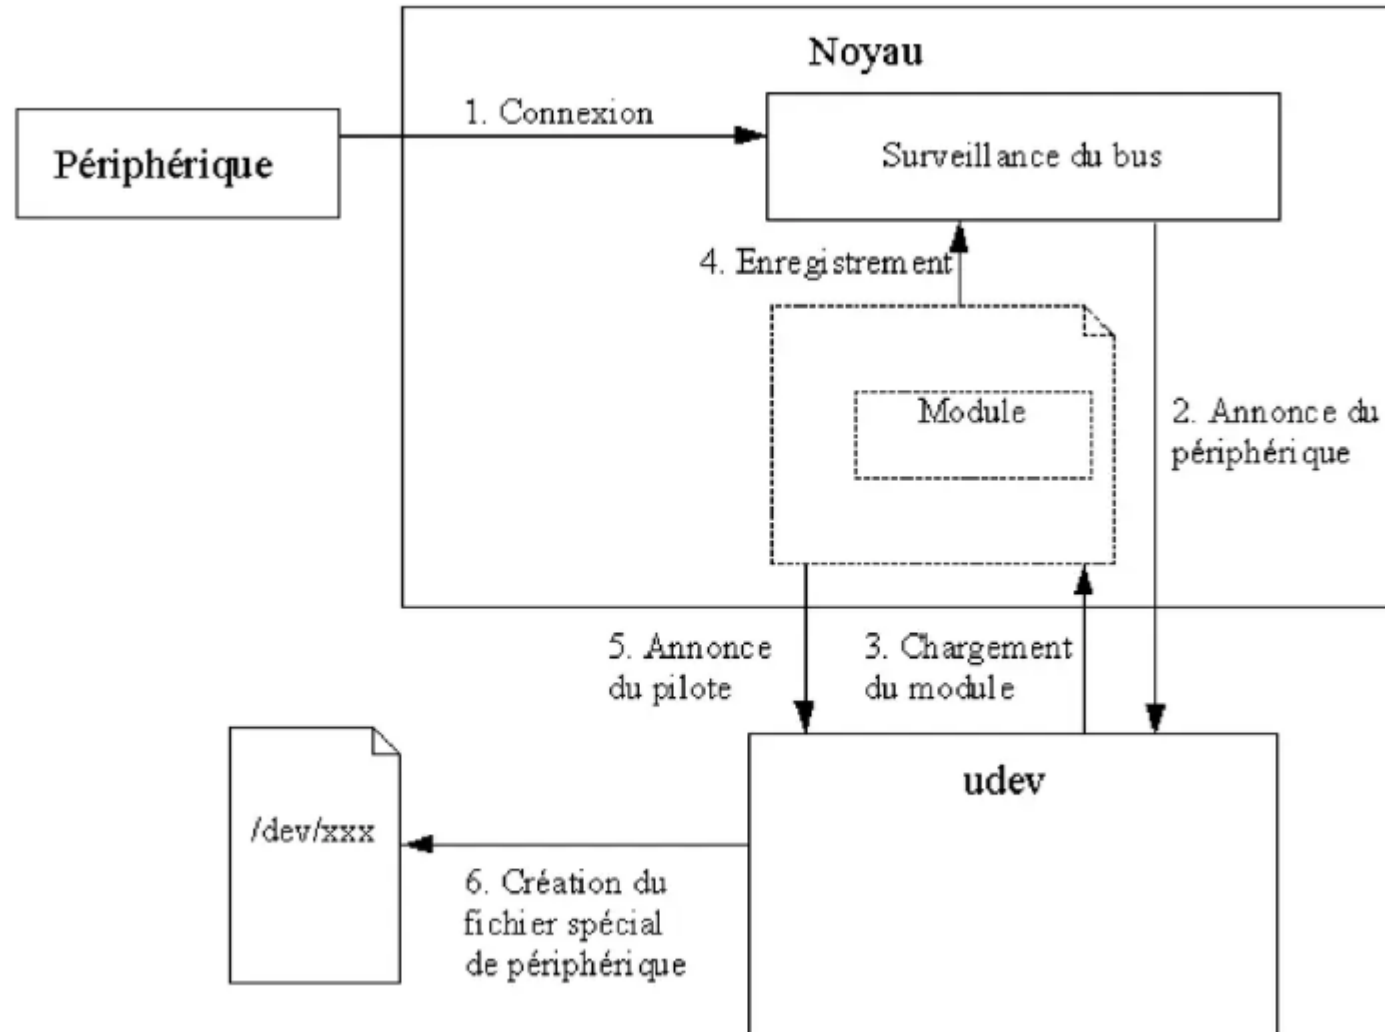 Noyau
1. Connexion
Périphérique
Surveillance du bus
4. Enregistrement
Module
2. Annonce du
périphérique
5. Annonce
du pilote
3. Chargement
du module
udev
/dev/xxx
6. Création du
fichier spécial
de périphérique